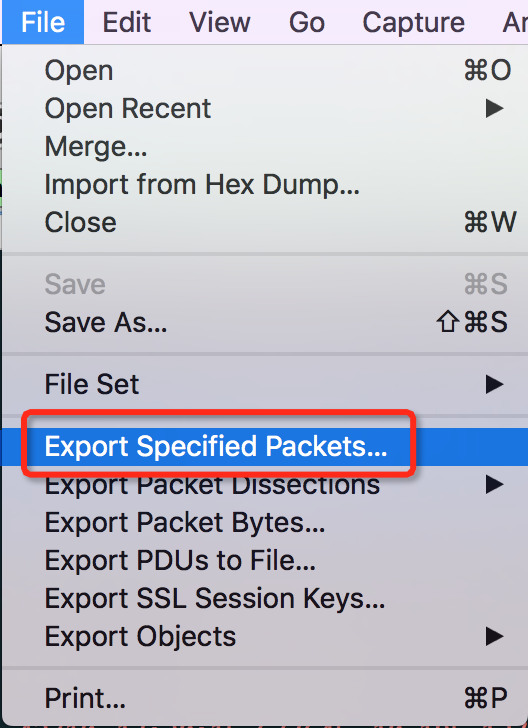 File Edit View Go Capture
Open ⌘O
Open Recent ▶
Merge...
Import from Hex Dump...
Close ⌘W
Save ⌘S
Save As... ⇧⌘S
File Set ▶
Export Specified Packets...
Export Packet Dissections ▶
Export Packet Bytes...
Export PDUs to File...
Export SSL Session Keys...
Export Objects ▶
Print... ⌘P